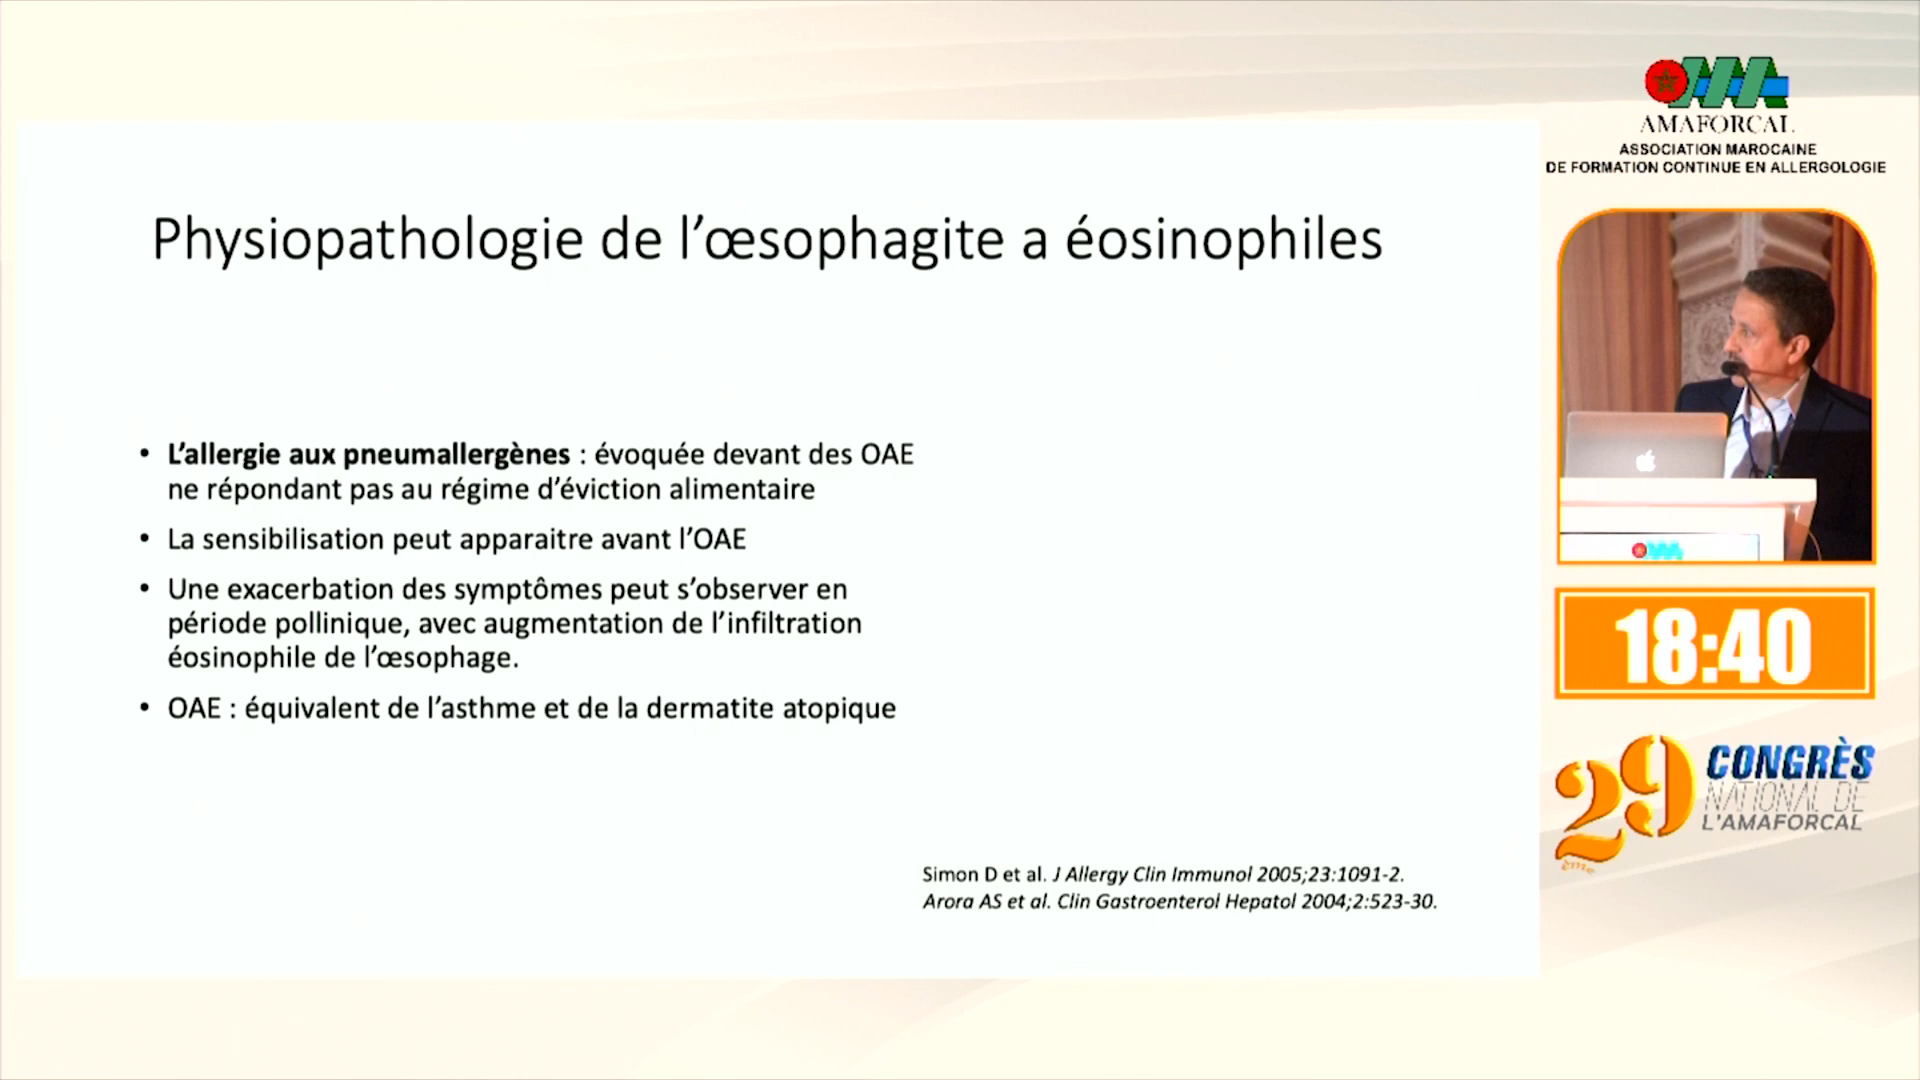 AMAFORCAL
ASSOCIATION MAROCAINE
DE FORMATION CONTINUE EN ALLERGOLOGIE
Physiopathologie de l’œsophagite a éosinophiles
• L’allergie aux pneumallergènes : évoquée devant des OAE
ne répondant pas au régime d’éviction alimentaire
• La sensibilisation peut apparaitre avant l’OAE
• Une exacerbation des symptômes peut s’observer en
période pollinique, avec augmentation de l’infiltration
éosinophile de l’œsophage.
• OAE : équivalent de l’asthme et de la dermatite atopique
Simon D et al. J Allergy Clin Immunol 2005;23:1091-2.
Arora AS et al. Clin Gastroenterol Hepatol 2004;2:523-30.
18:40
29
ème
CONGRÈS
NATIONAL DE
L'AMAFORCAL